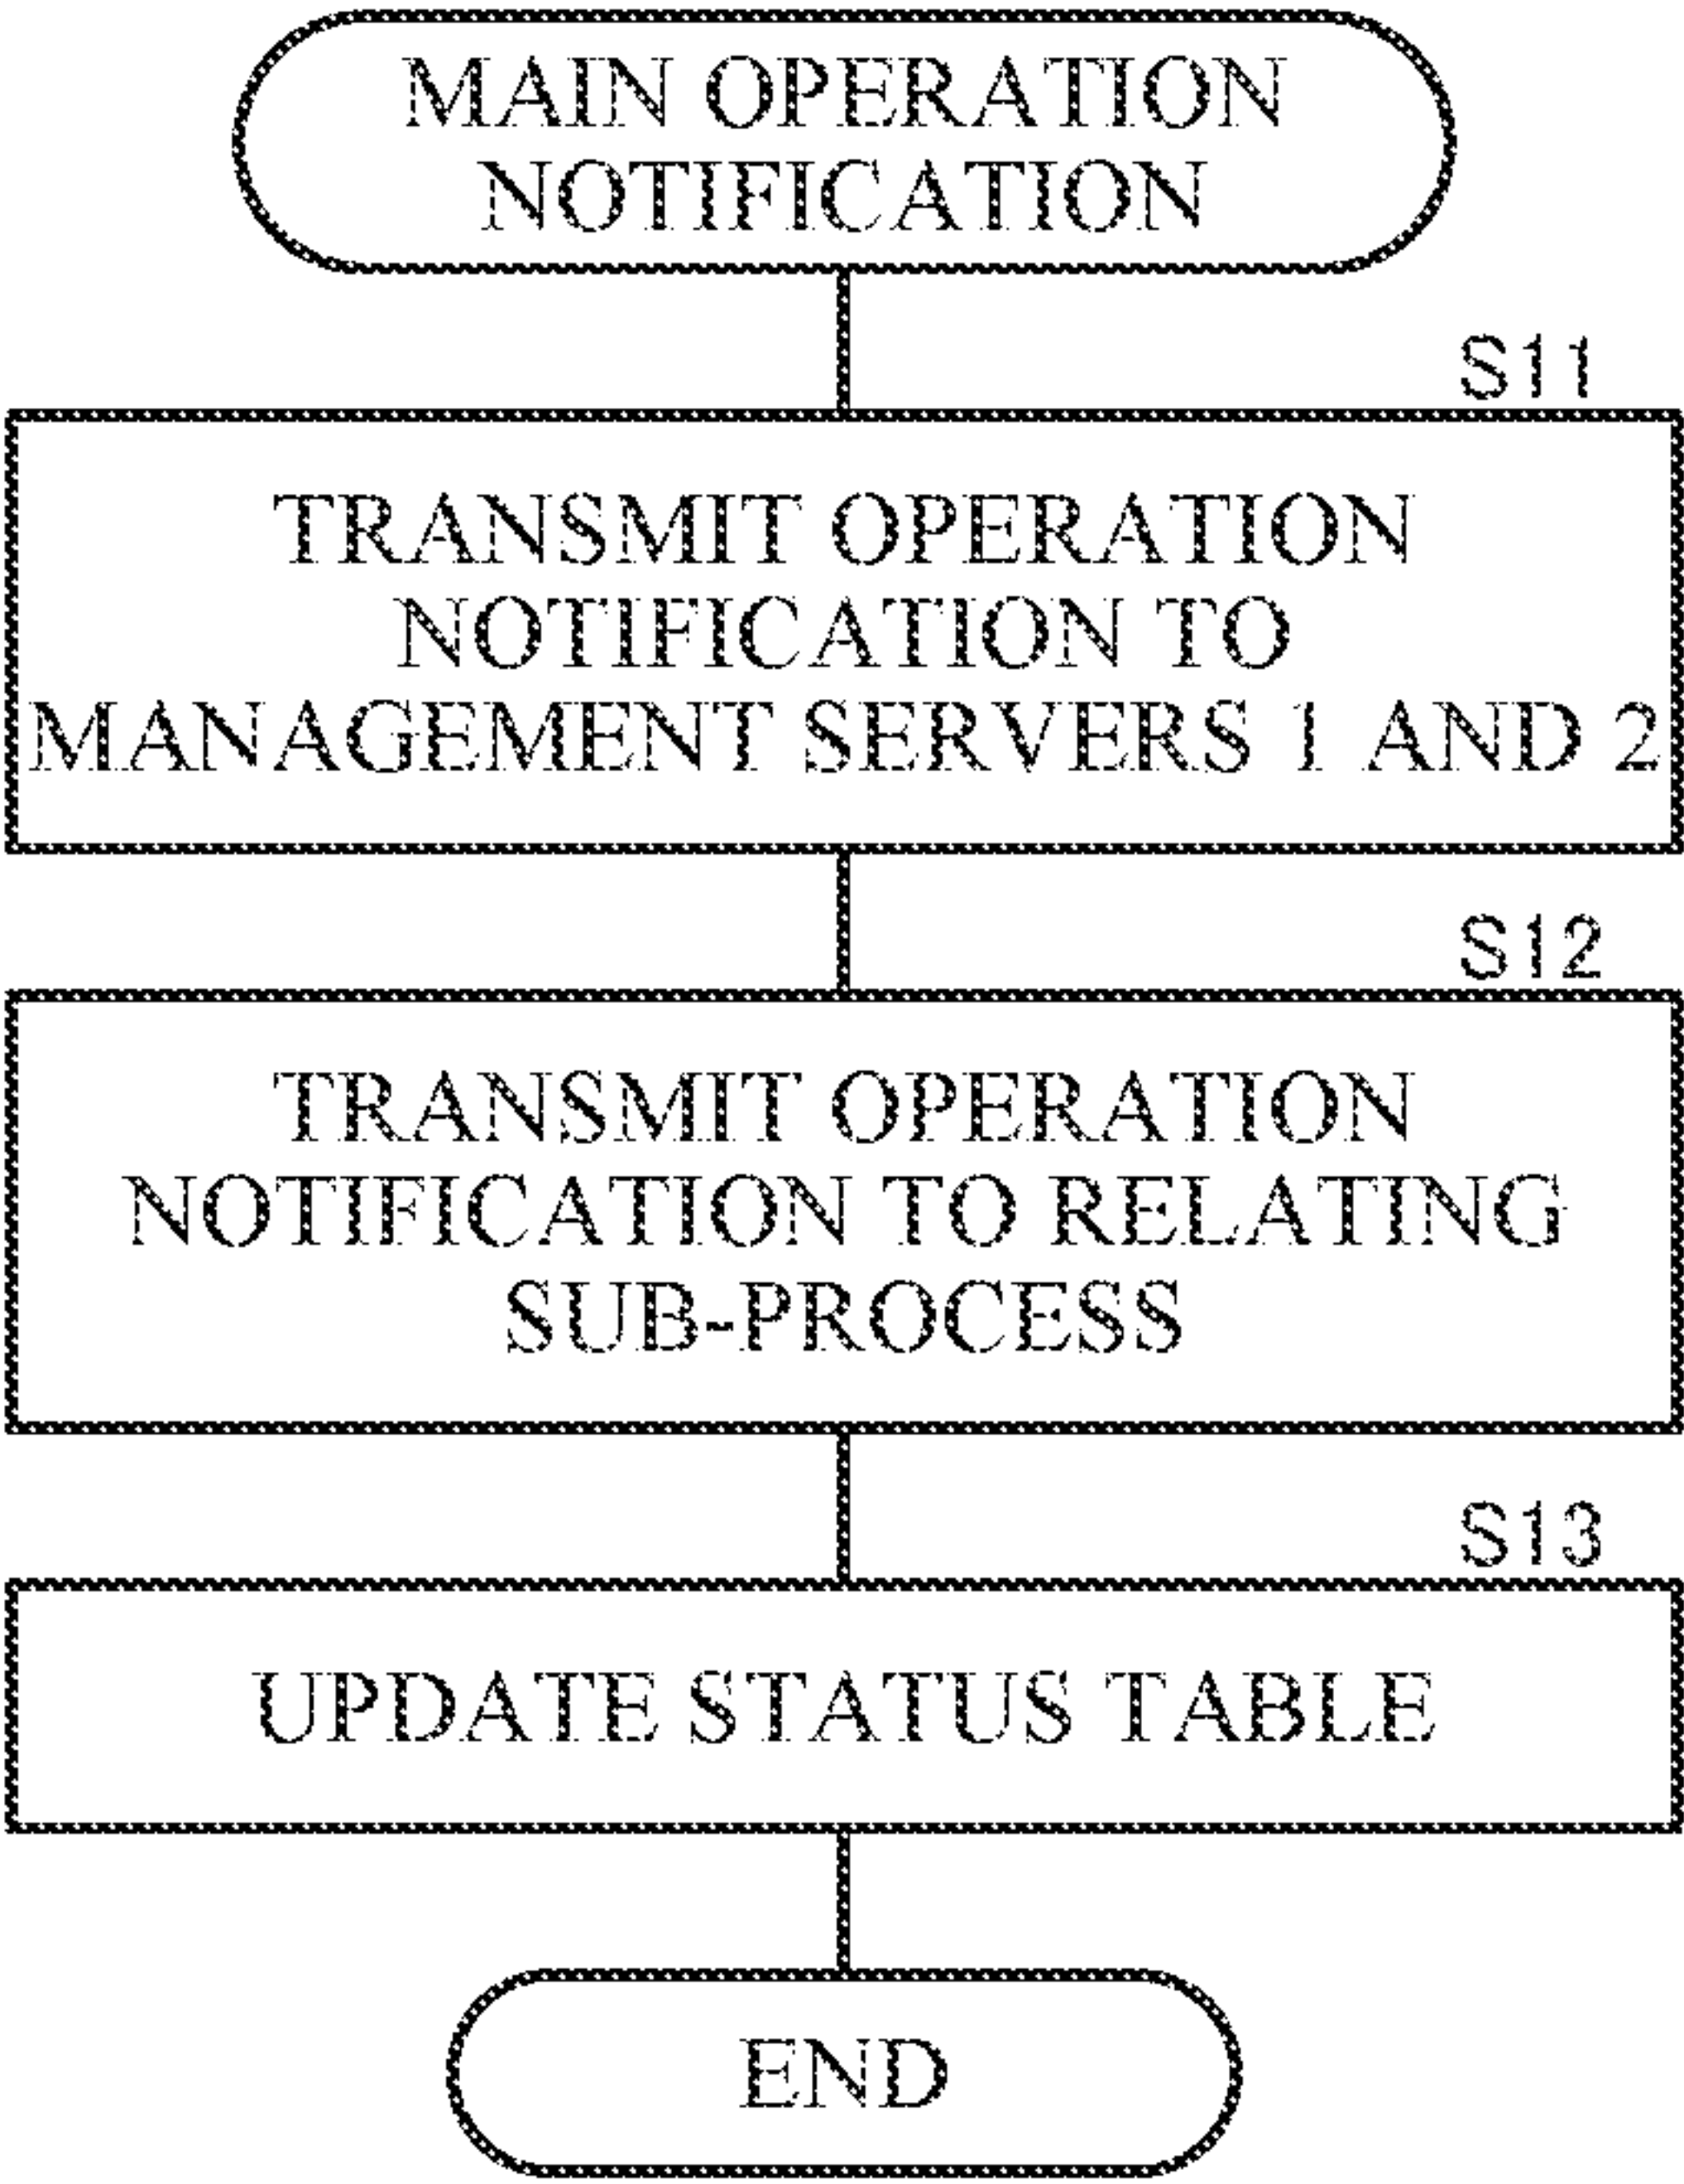 MAIN OPERATION
NOTIFICATION
S11
TRANSMIT OPERATION
NOTIFICATION TO
MANAGEMENT SERVERS 1 AND 2
S12
TRANSMIT OPERATION
NOTIFICATION TO RELATING
SUB-PROCESS
S13
UPDATE STATUS TABLE
END